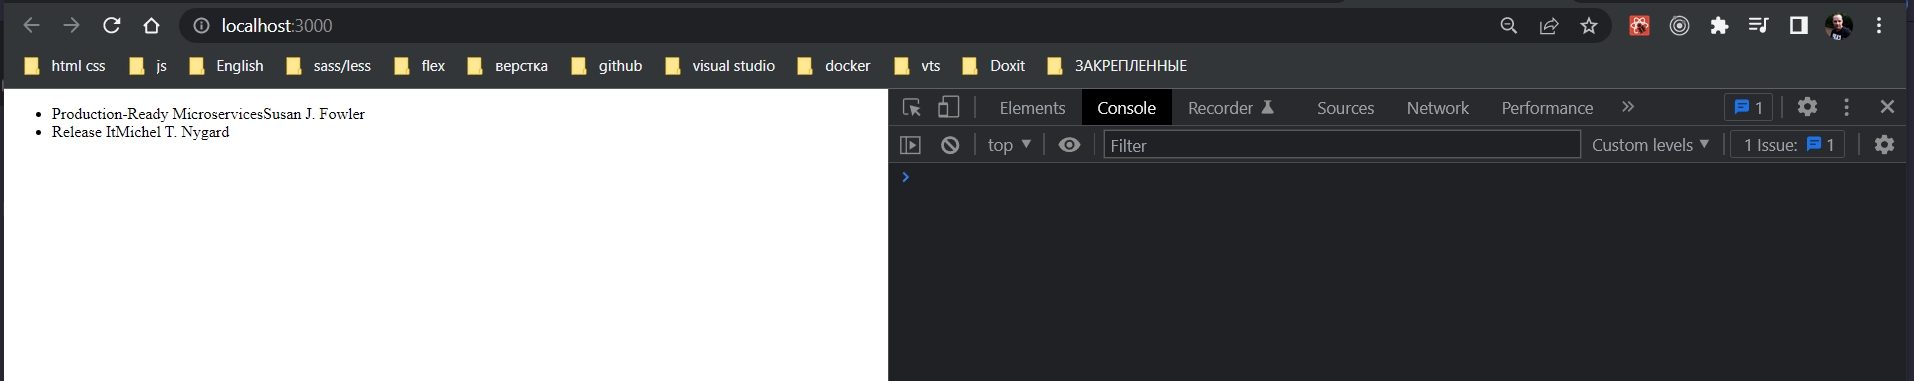 localhost:3000
html css js English sass/less flex верстка github visual studio docker vts Doxit ЗАКРЕПЛЕННЫЕ
Production-Ready MicroservicesSusan J. Fowler
Release ItMichel T. Nygard
Elements Console Recorder Sources Network Performance 1
top Filter Custom levels 1 Issue: 1